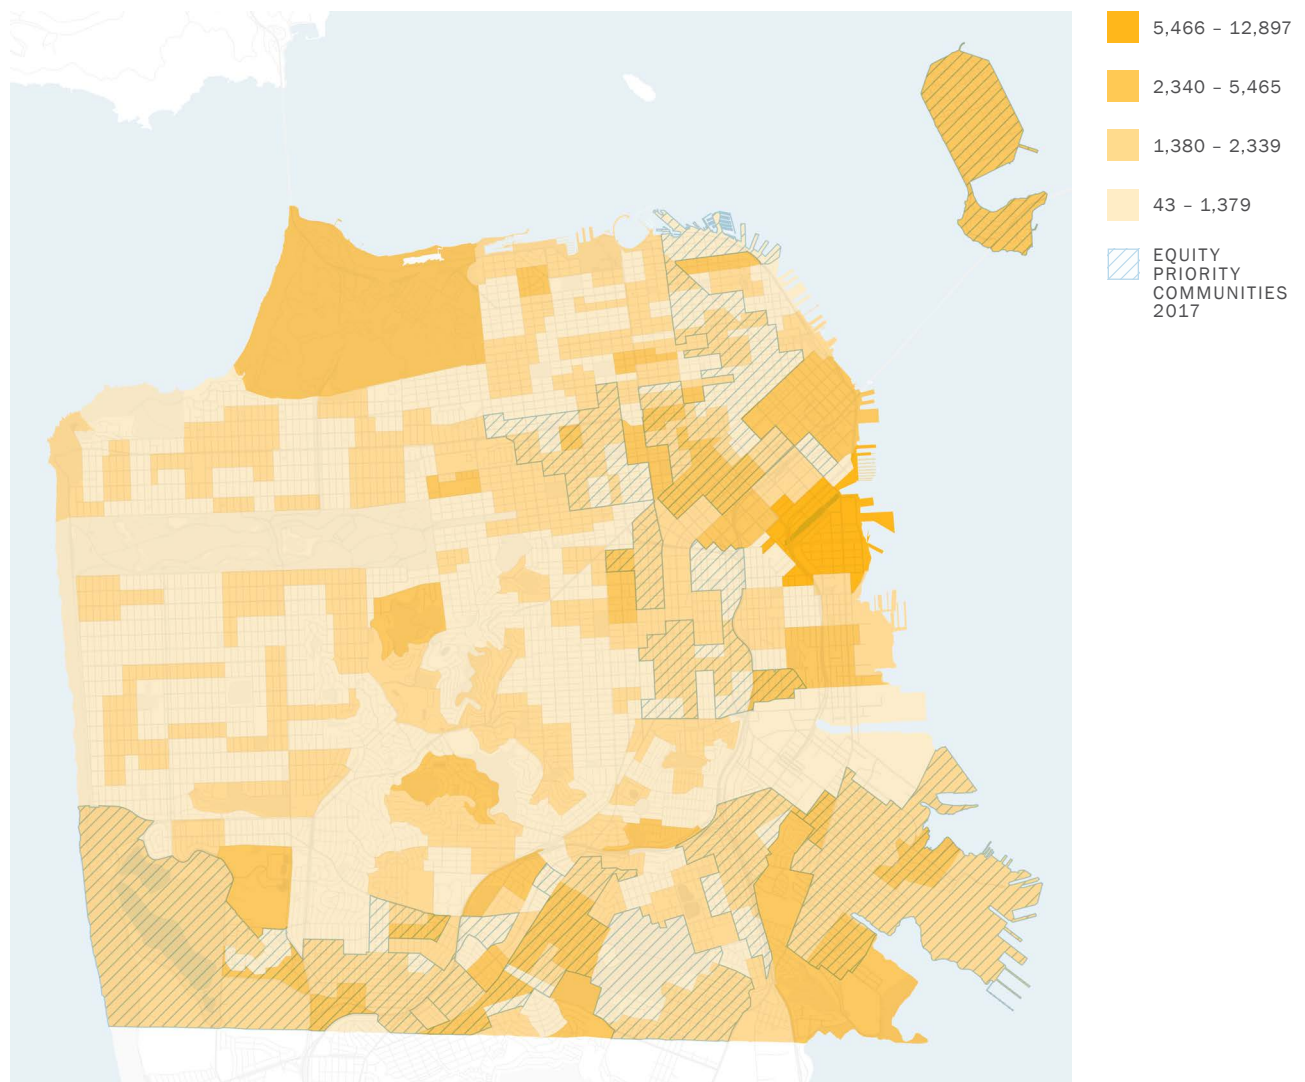 5,466 – 12,897
2,340 – 5,465
1,380 – 2,339
43 – 1,379
EQUITY
PRIORITY
COMMUNITIES
2017